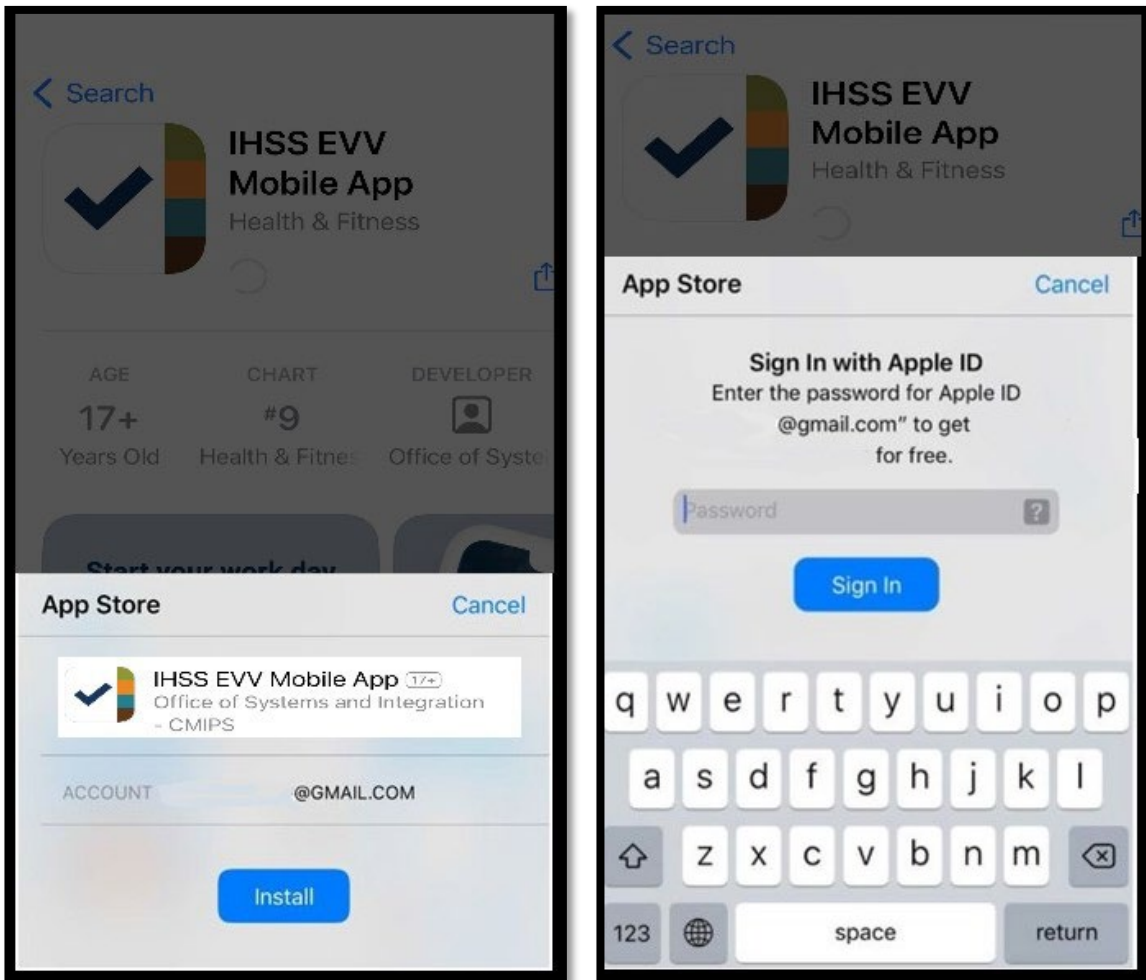 Search
IHSS EVV
Mobile App
Health & Fitness
AGE
CHART
DEVELOPER
17+
#9
Years Old
Health & Fitne
Office of Syste
Start your work day
App Store
Cancel
IHSS EVV Mobile App 17+
Office of Systems and Integration
- CMIPS
ACCOUNT
@GMAIL.COM
Install
Search
IHSS EVV
Mobile App
Health & Fitness
App Store
Cancel
Sign In with Apple ID
Enter the password for Apple ID
@gmail.com" to get
for free.
Password
?
Sign In
q w e r t y u i o p
a s d f g h j k l
z x c v b n m
123
space
return